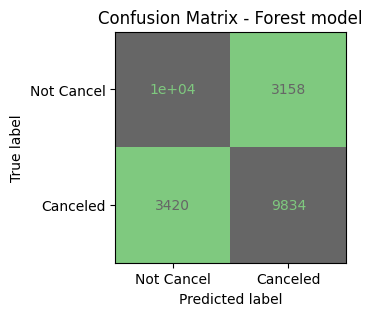 Confusion Matrix - Forest model
True label
Not Cancel
1e+04
3158
Canceled
3420
9834
Not Cancel
Canceled
Predicted label